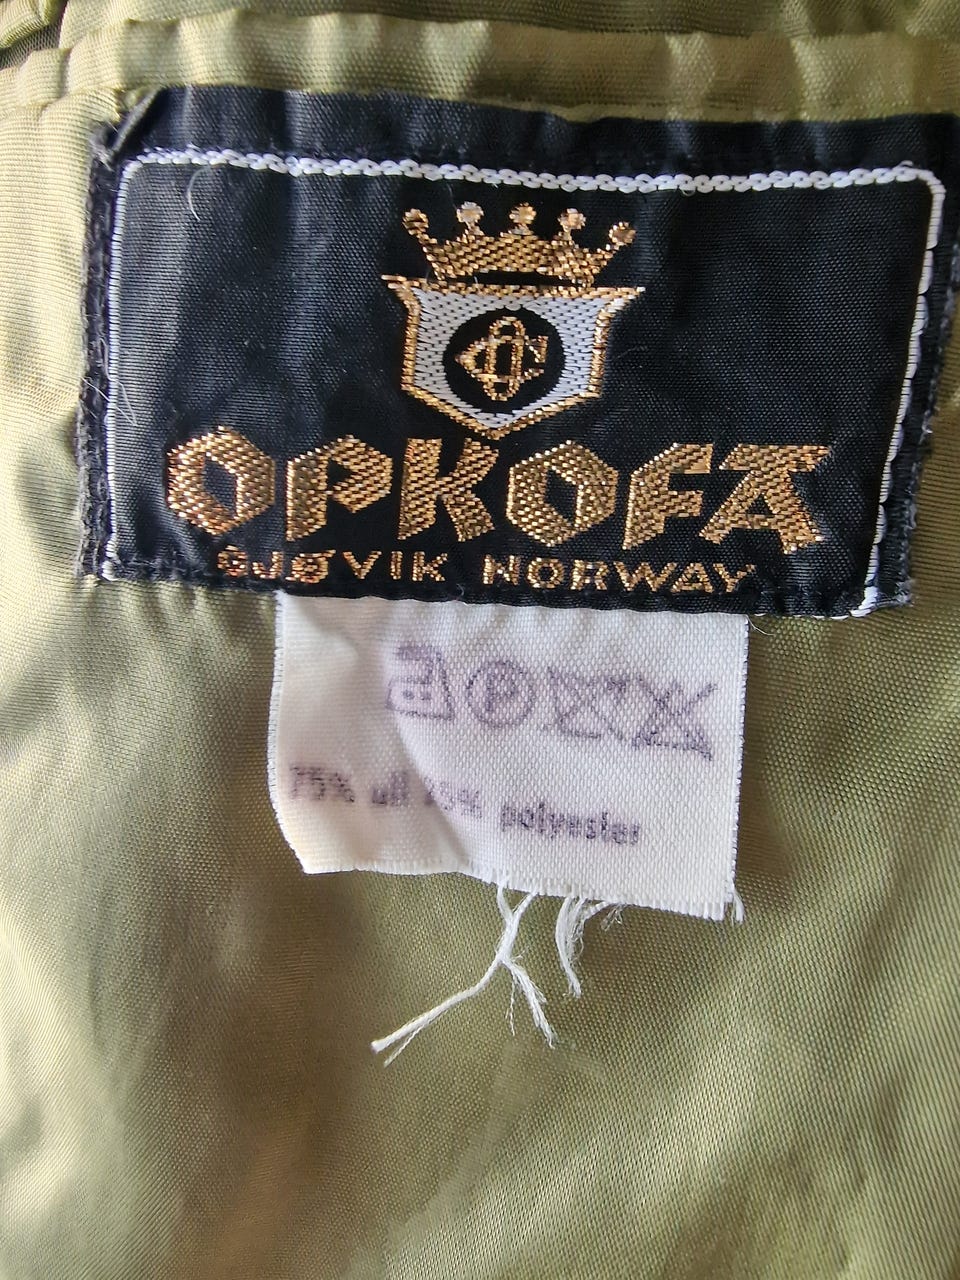 OPKOFA
GJØVIK NORWAY
P
75% ull 25% polyester